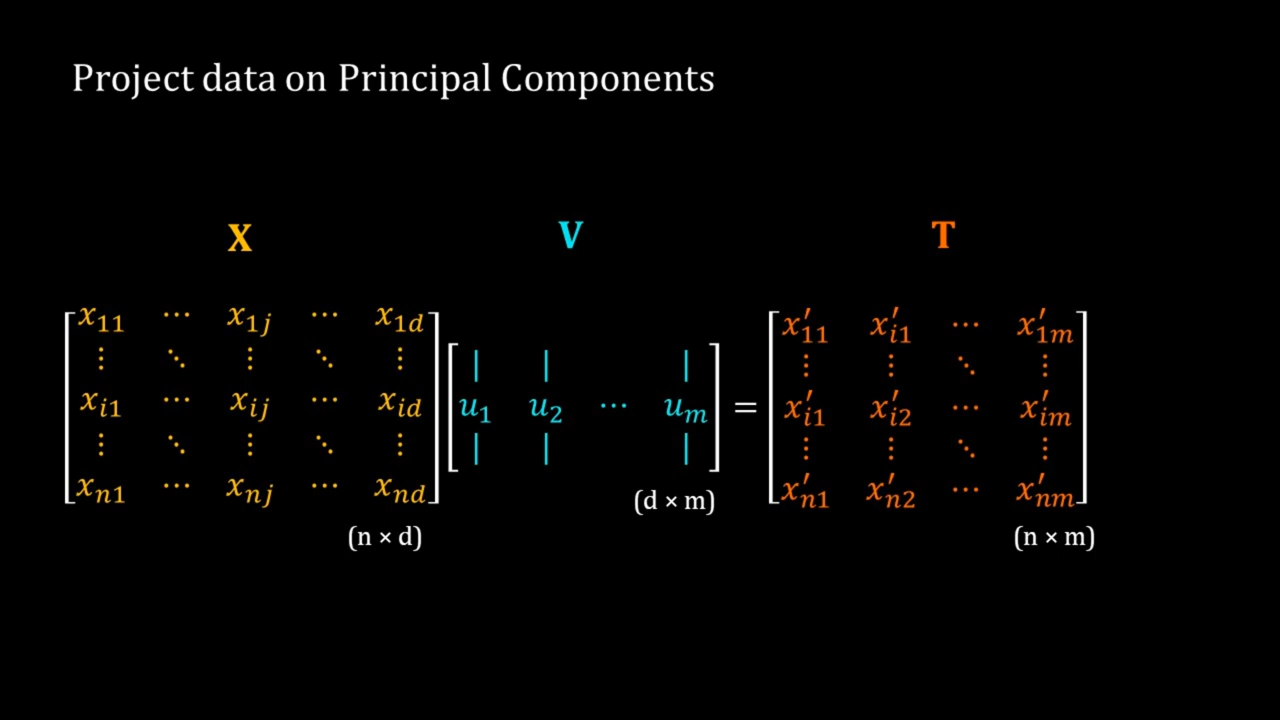 Project data on Principal Components
X V T
x₁₁ ⋯ x₁ⱼ ⋯ x₁d
⋮ ⋱ ⋮ ⋱ ⋮
xᵢ₁ ⋯ xᵢⱼ ⋯ xᵢd
⋮ ⋱ ⋮ ⋱ ⋮
xₙ₁ ⋯ xₙⱼ ⋯ xₙd
(n × d)
| | |
u₁ u₂ ⋯ uₘ
| | |
(d × m)
=
x′₁₁ x′ᵢ₁ ⋯ x′₁ₘ
⋮ ⋮ ⋱ ⋮
x′ᵢ₁ x′ᵢ₂ ⋯ x′ᵢₘ
⋮ ⋮ ⋱ ⋮
x′ₙ₁ x′ₙ₂ ⋯ x′ₙₘ
(n × m)